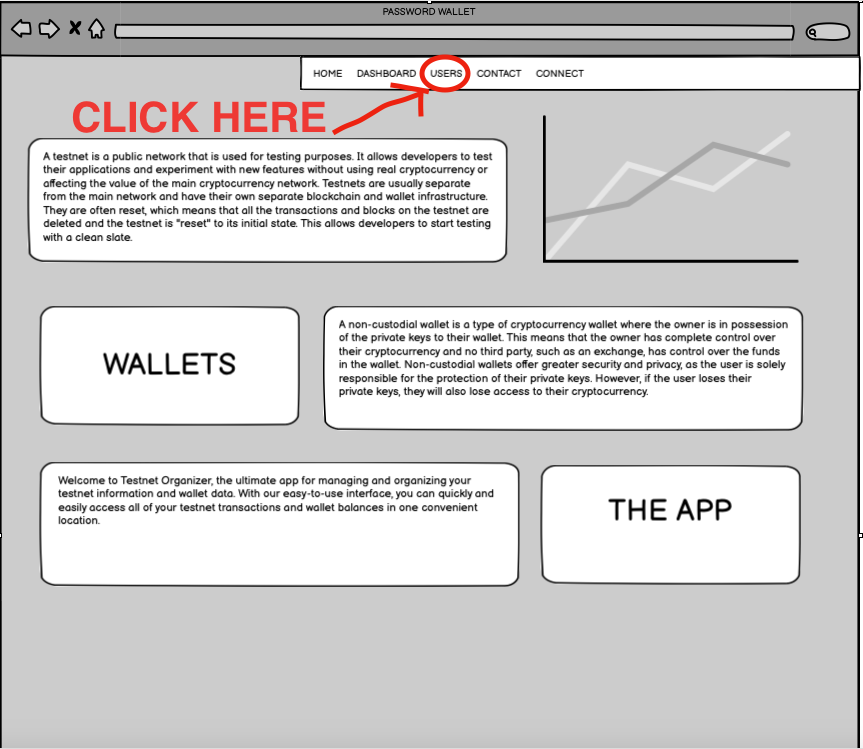 PASSWORD WALLET
HOME DASHBOARD USERS CONTACT CONNECT
CLICK HERE
A testnet is a public network that is used for testing purposes. It allows developers to test
their applications and experiment with new features without using real cryptocurrency or
affecting the value of the main cryptocurrency network. Testnets are usually separate
from the main network and have their own separate blockchain and wallet infrastructure.
They are often reset, which means that all the transactions and blocks on the testnet are
deleted and the testnet is "reset" to its initial state. This allows developers to start testing
with a clean slate.
WALLETS
A non-custodial wallet is a type of cryptocurrency wallet where the owner is in possession
of the private keys to their wallet. This means that the owner has complete control over
their cryptocurrency and no third party, such as an exchange, has control over the funds
in the wallet. Non-custodial wallets offer greater security and privacy, as the user is solely
responsible for the protection of their private keys. However, if the user loses their
private keys, they will also lose access to their cryptocurrency.
Welcome to Testnet Organizer, the ultimate app for managing and organizing your
testnet information and wallet data. With our easy-to-use interface, you can quickly and
easily access all of your testnet transactions and wallet balances in one convenient
location.
THE APP